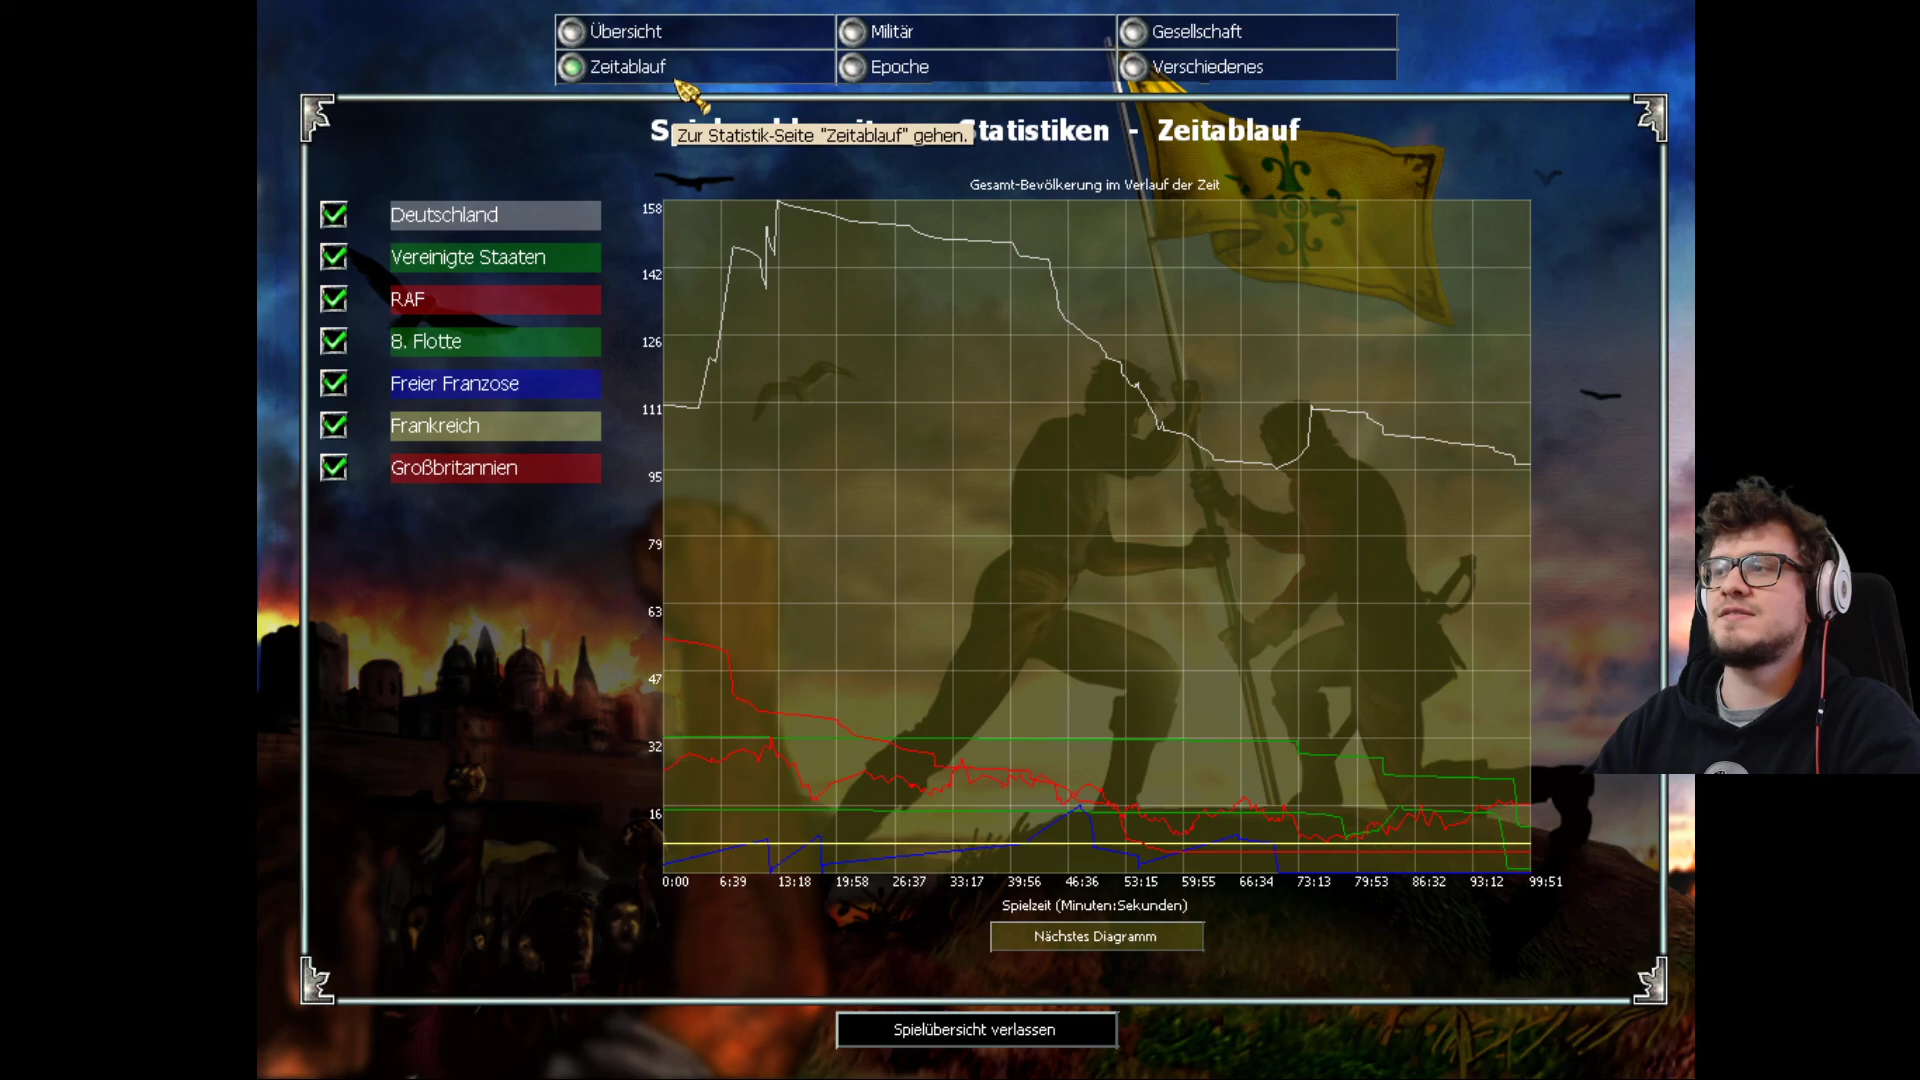 Übersicht
Militär
Gesellschaft
Zeitablauf
Epoche
Verschiedenes
Statistiken - Zeitablauf
Zur Statistik-Seite "Zeitablauf" gehen.
Gesamt-Bevölkerung im Verlauf der Zeit
Deutschland
Vereinigte Staaten
RAF
8. Flotte
Freier Franzose
Frankreich
Großbritannien
158
142
126
111
95
79
63
47
32
16
0:00 6:39 13:18 19:58 26:37 33:17 39:56 46:36 53:15 59:55 66:34 73:13 79:53 86:32 93:12 99:51
Spielzeit (Minuten:Sekunden)
Nächstes Diagramm
Spielübersicht verlassen